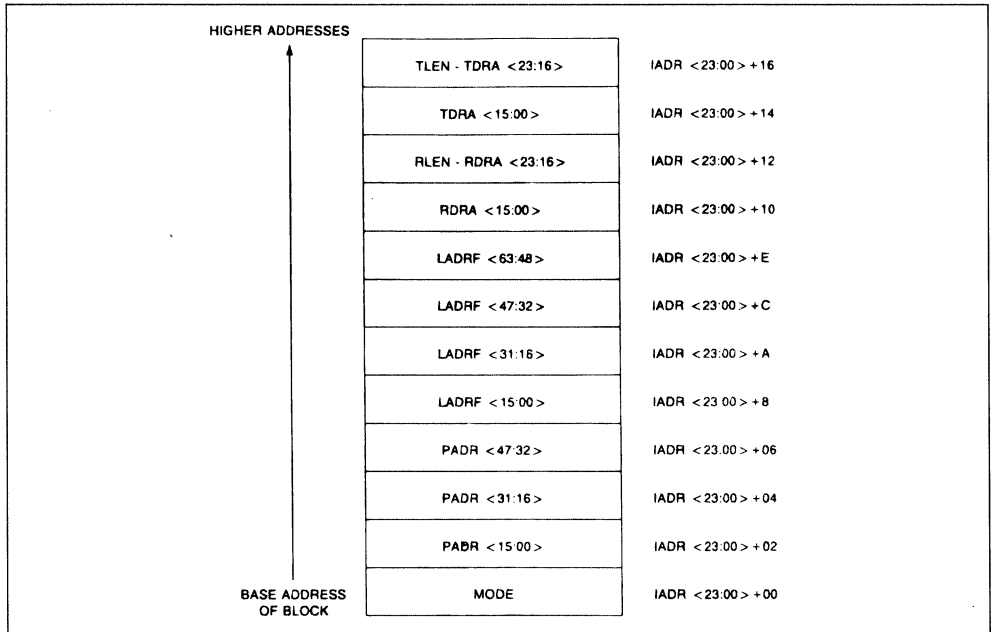 HIGHER ADDRESSES
TLEN - TDRA <23:16> IADR <23:00> +16
TDRA <15:00> IADR <23:00> +14
RLEN - RDRA <23:16> IADR <23:00> +12
RDRA <15:00> IADR <23:00> +10
LADRF <63:48> IADR <23:00> +E
LADRF <47:32> IADR <23:00> +C
LADRF <31:16> IADR <23:00> +A
LADRF <15:00> IADR <23:00> +8
PADR <47:32> IADR <23:00> +06
PADR <31:16> IADR <23:00> +04
PADR <15:00> IADR <23:00> +02
BASE ADDRESS
OF BLOCK
MODE IADR <23:00> +00